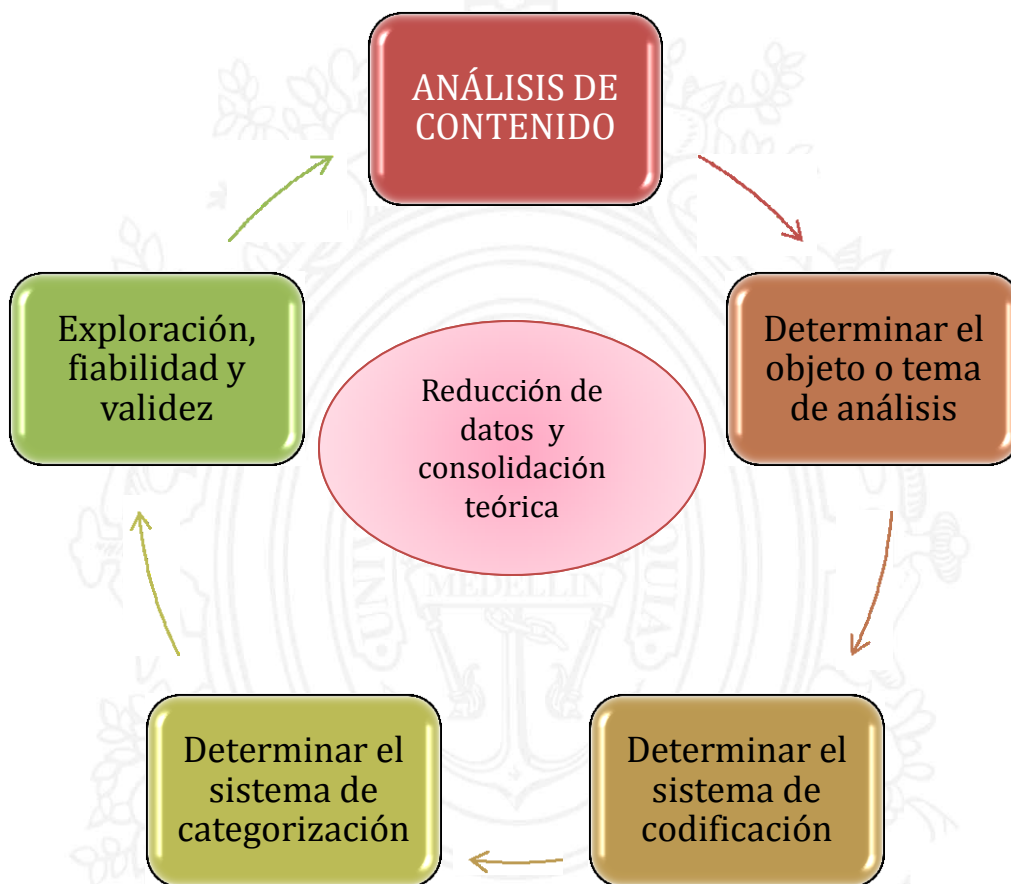 ANÁLISIS DE
CONTENIDO
Determinar el
objeto o tema
de análisis
Determinar el
sistema de
codificación
Determinar el
sistema de
categorización
Exploración,
fiabilidad y
validez
Reducción de
datos y
consolidación
teórica
MEDELLIN